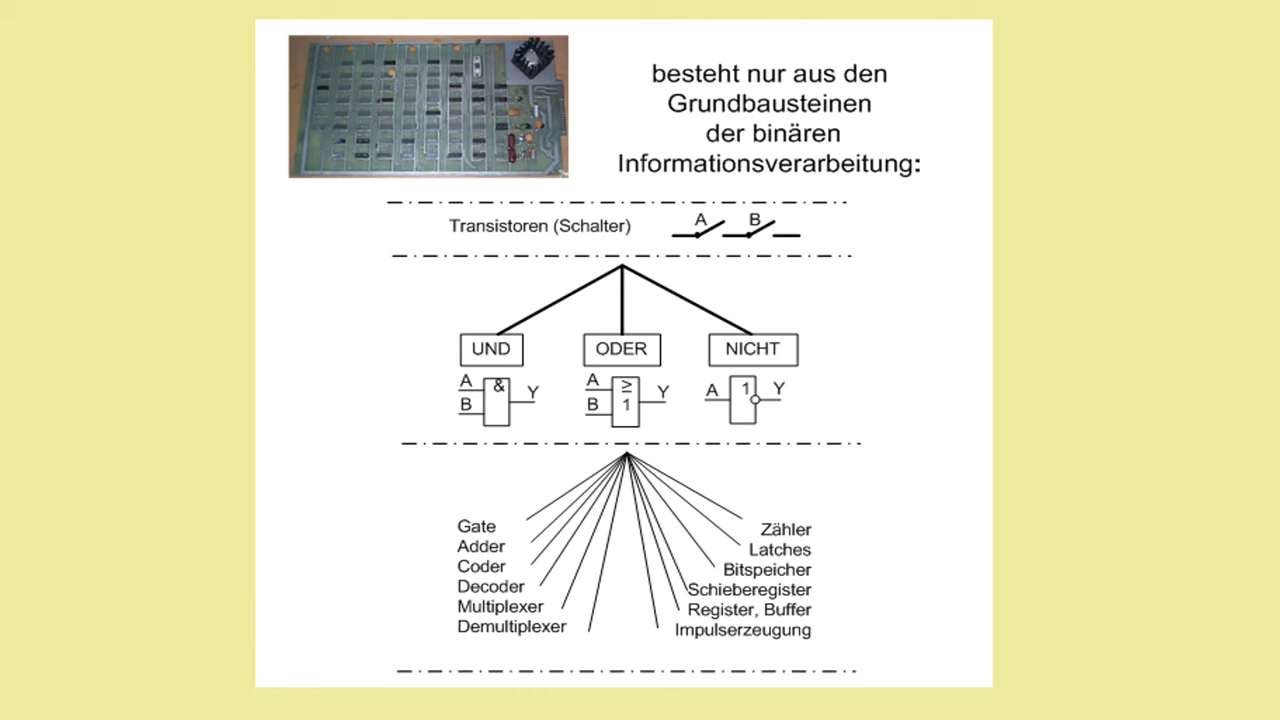 besteht nur aus den
Grundbausteinen
der binären
Informationsverarbeitung:
Transistoren (Schalter)
A B
UND ODER NICHT
A & Y
B
A ≥ 1 Y
B
A 1 Y
Gate
Adder
Coder
Decoder
Multiplexer
Demultiplexer
Zähler
Latches
Bitspeicher
Schieberegister
Register, Buffer
Impulserzeugung